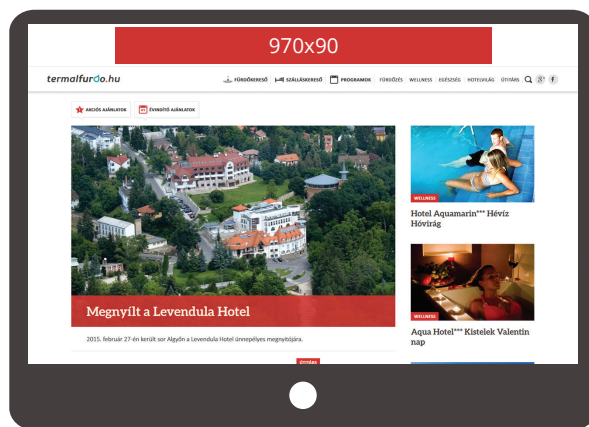 970x90
termalfurdo.hu
FÜRDŐKERESŐ SZÁLLÁSKERESŐ PROGRAMOK FÜRDŐZÉS WELLNESS EGÉSZSÉG HOTELVILÁG ÚTITÁRS
AKCIÓS AJÁNLATOK ÉVINDÍTÓ AJÁNLATOK
WELLNESS
Hotel Aquamarin*** Hévíz
Hóvirág
Megnyílt a Levendula Hotel
2015. február 27-én került sor Algyőn a Levendula Hotel ünnepélyes megnyitójára.
WELLNESS
Aqua Hotel*** Kistelek Valentin
nap
ÚTITÁRS